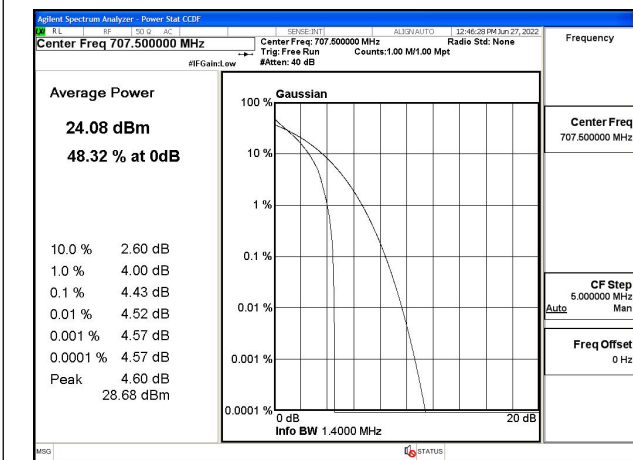 Agilent Spectrum Analyzer - Power Stat CCDF
RL RF 50 Ω AC SENSE:INT ALIGN AUTO 12:46:28 PM Jun 27, 2022
Center Freq 707.500000 MHz
Center Freq: 707.500000 MHz Radio Std: None
Trig: Free Run Counts:1.00 M/1.00 Mpt
#IFGain:Low #Atten: 40 dB
Frequency
Average Power
24.08 dBm
48.32 % at 0dB
10.0 % 2.60 dB
1.0 % 4.00 dB
0.1 % 4.43 dB
0.01 % 4.52 dB
0.001 % 4.57 dB
0.0001 % 4.57 dB
Peak 4.60 dB
28.68 dBm
Gaussian
100 %
10 %
1 %
0.1 %
0.01 %
0.001 %
0.0001 %
0 dB 20 dB
Info BW 1.4000 MHz
Center Freq
707.500000 MHz
CF Step
5.000000 MHz
Auto Man
Freq Offset
0 Hz
MSG STATUS